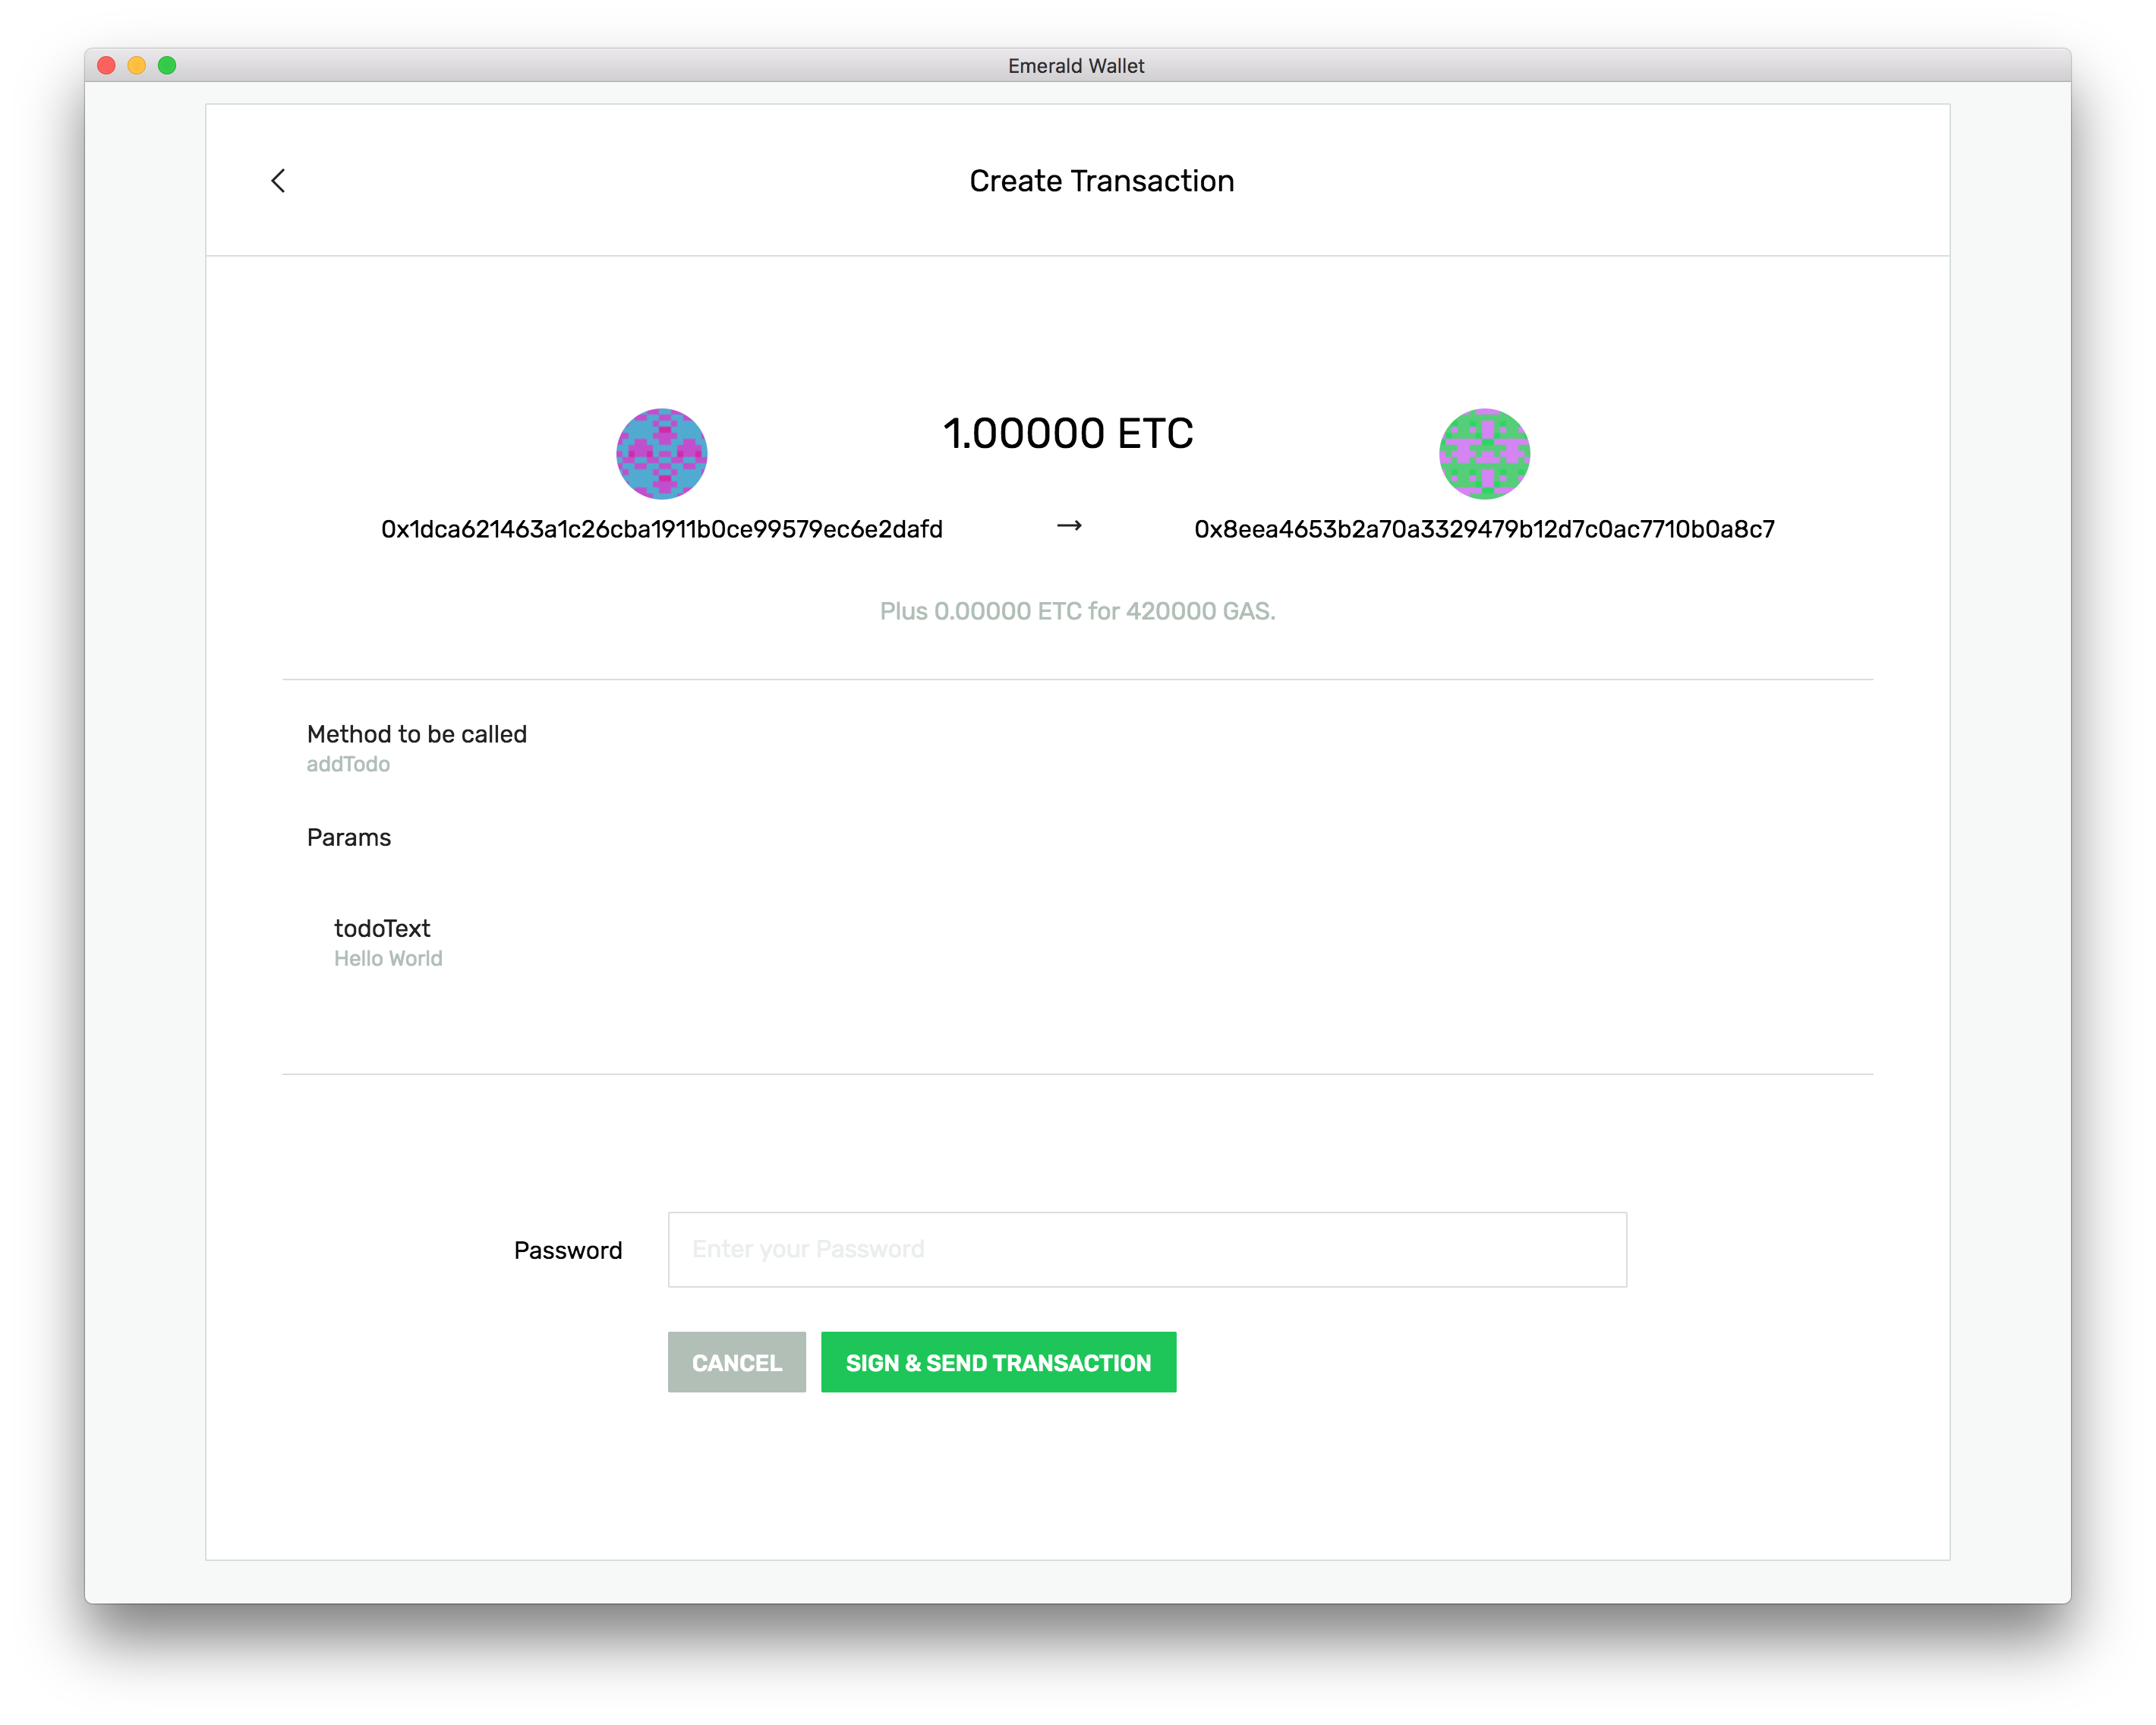 Emerald Wallet
Create Transaction
1.00000 ETC
0x1dca621463a1c26cba1911b0ce99579ec6e2dafd → 0x8eea4653b2a70a3329479b12d7c0ac7710b0a8c7
Plus 0.00000 ETC for 420000 GAS.
Method to be called
addTodo
Params
todoText
Hello World
Password Enter your Password
CANCEL SIGN & SEND TRANSACTION